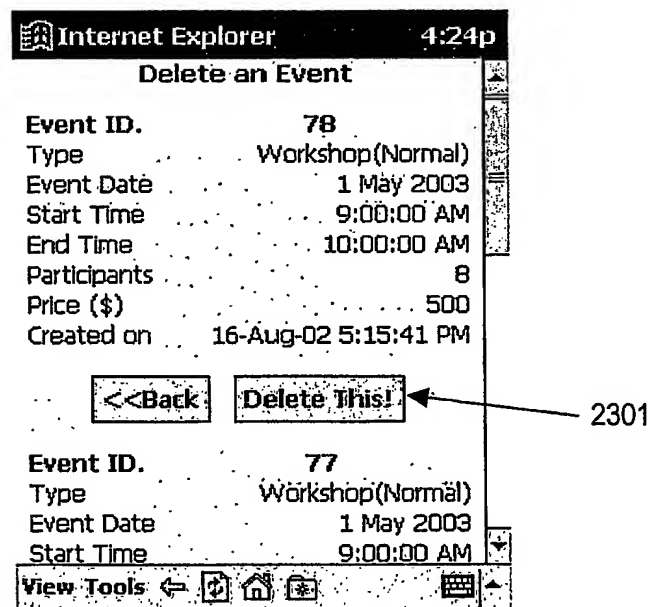 Internet Explorer 4:24p
Delete an Event
Event ID. 78
Type Workshop(Normal)
Event Date 1 May 2003
Start Time 9:00:00 AM
End Time 10:00:00 AM
Participants 8
Price ($) 500
Created on 16-Aug-02 5:15:41 PM
<<Back Delete This!
2301
Event ID. 77
Type Workshop(Normal)
Event Date 1 May 2003
Start Time 9:00:00 AM
View Tools